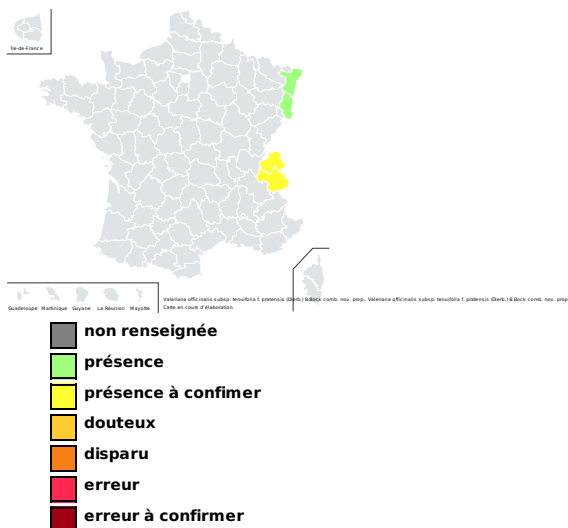 Île-de-France
Guadeloupe Martinique Guyane La Réunion Mayotte
Valeriana officinalis subsp. tenuifolia f. pratensis (Dierb.) B.Bock comb. nov. prop., Valeriana officinalis subsp. tenuifolia f. pratensis (Dierb.) B.Bock comb. nov. prop
Carte en cours d'élaboration.
non renseignée
présence
présence à confimer
douteux
disparu
erreur
erreur à confirmer